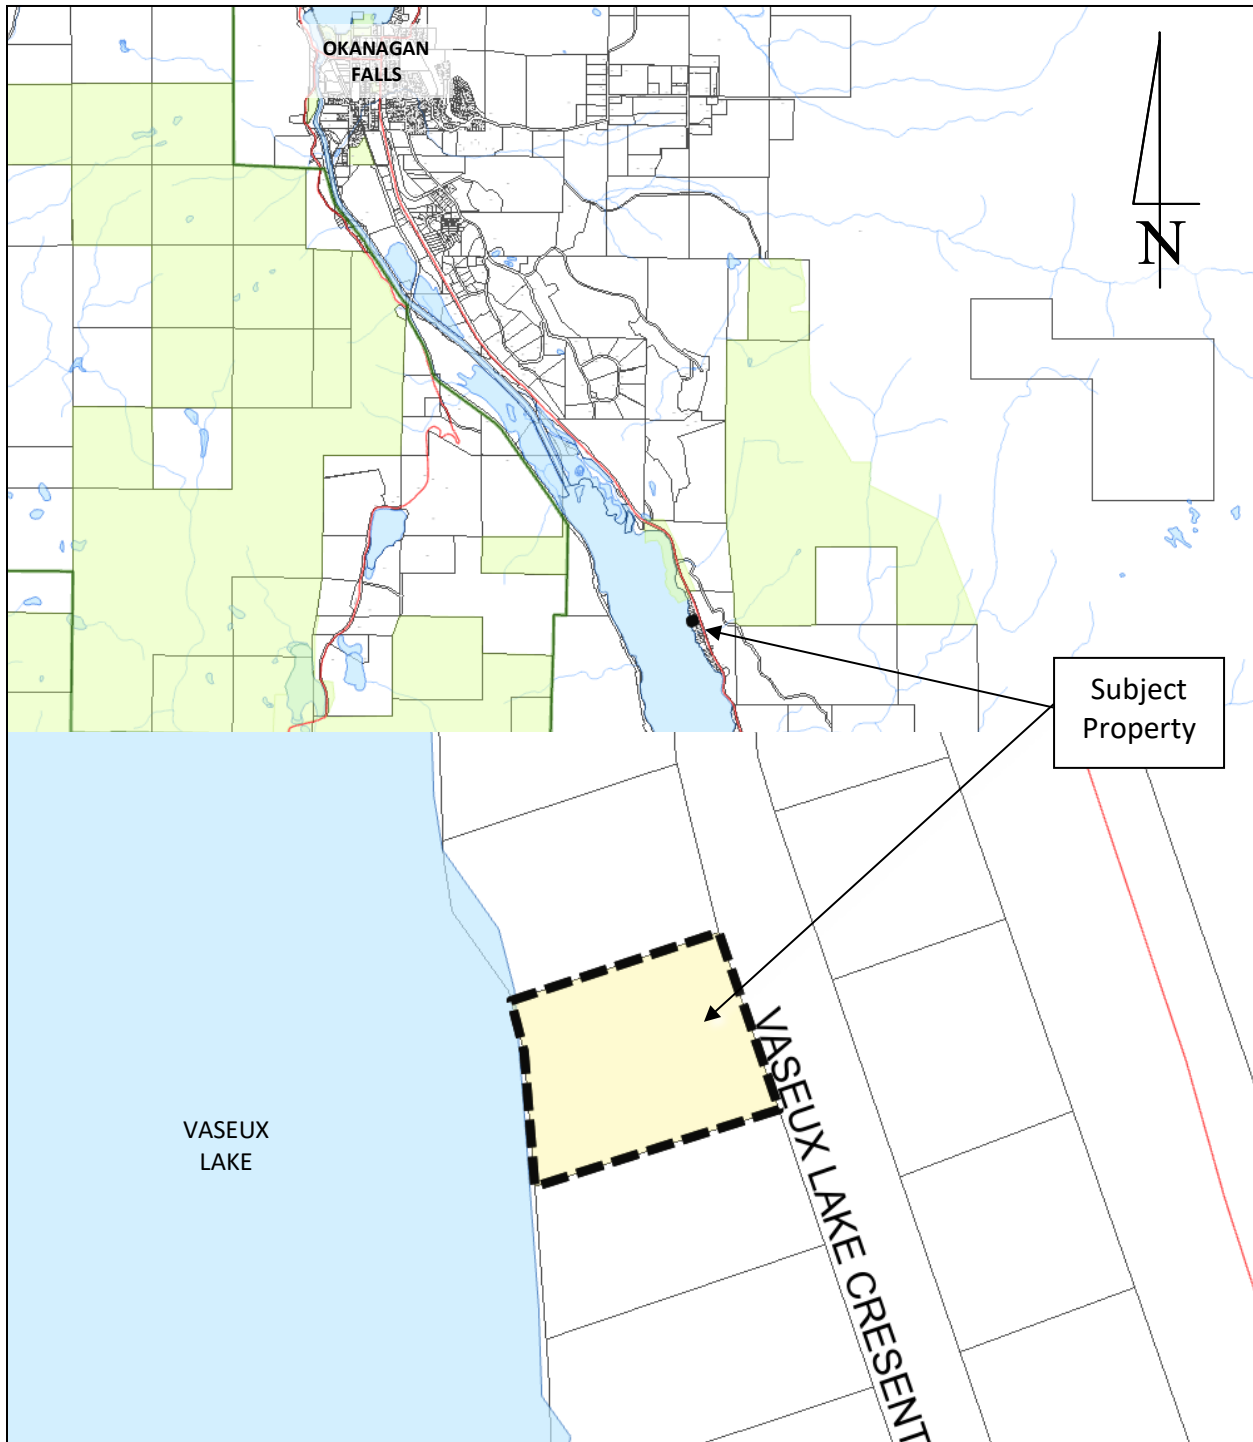 OKANAGAN
FALLS
N
Subject
Property
VASEUX
LAKE
VASEUX LAKE CRESENT